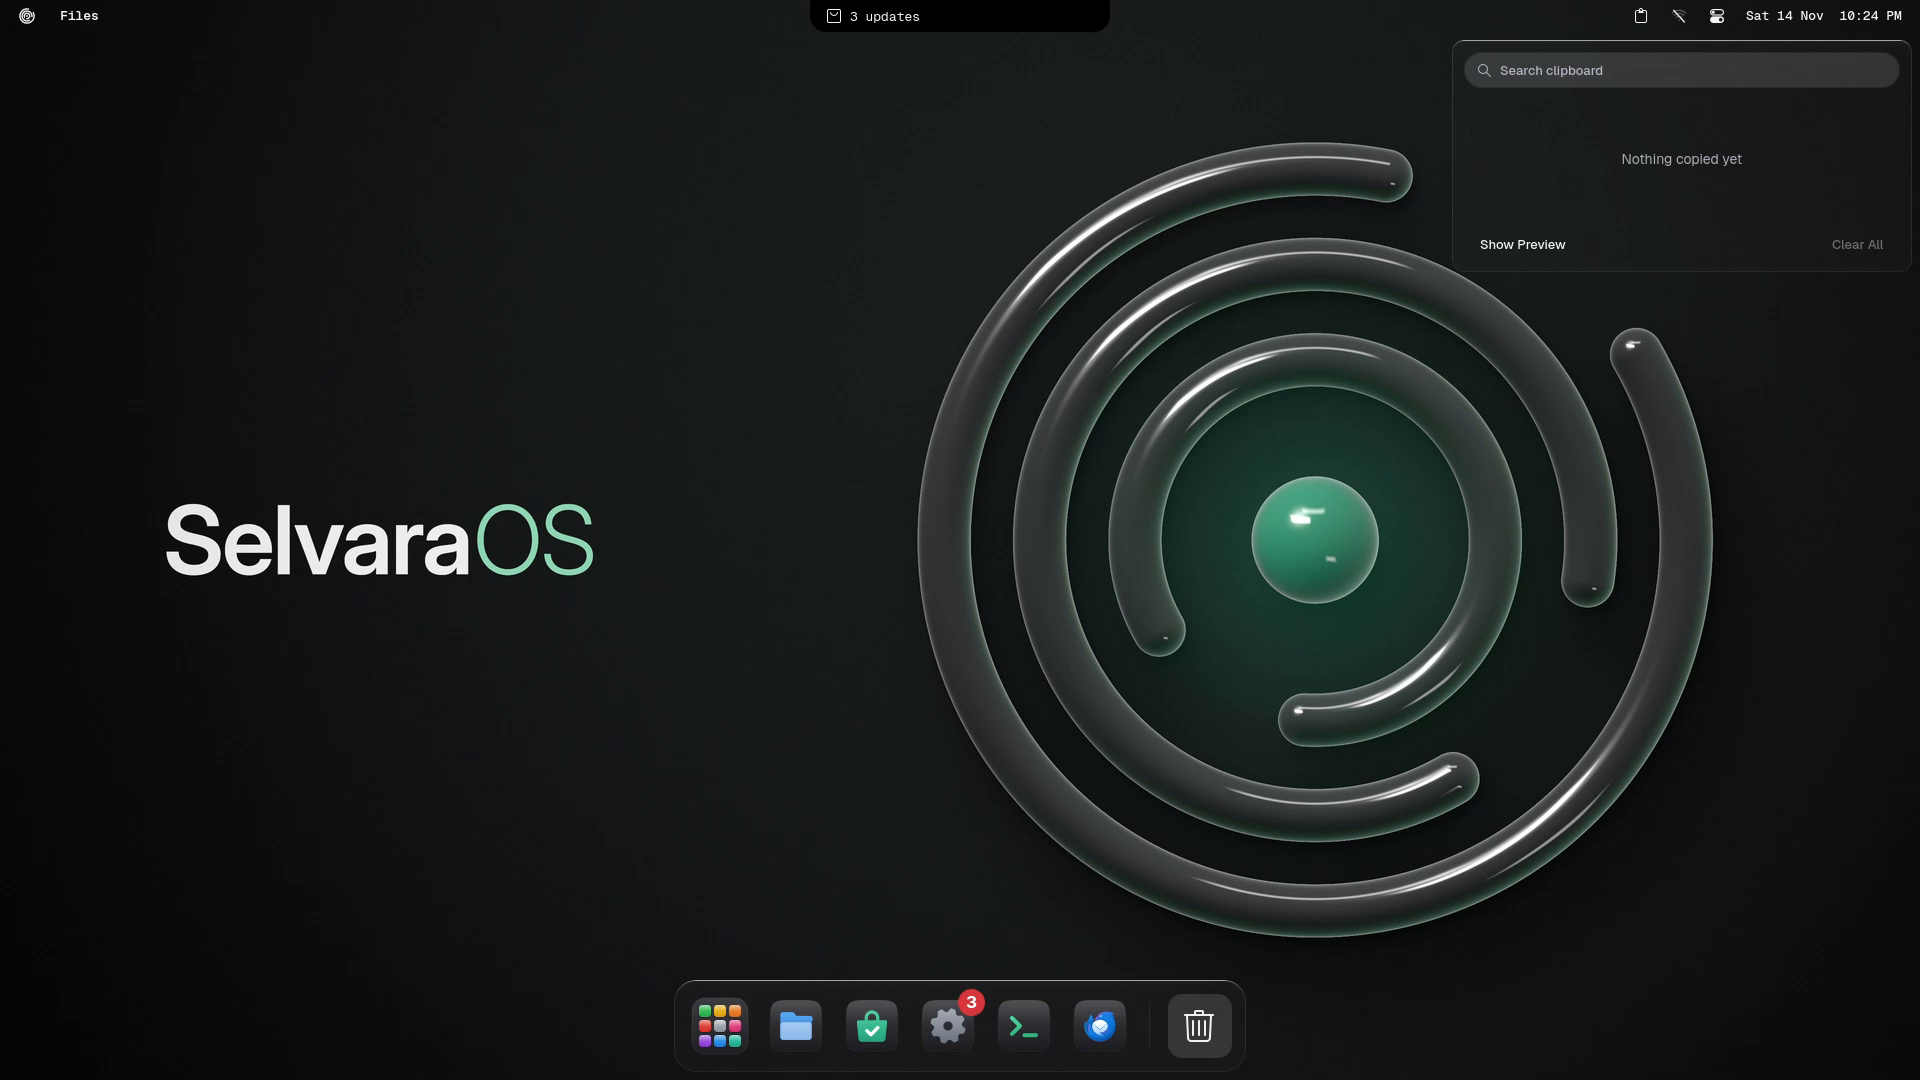 Files
3 updates
Sat 14 Nov 10:24 PM
Search clipboard
Nothing copied yet
Show Preview Clear All
SelvaraOS
3